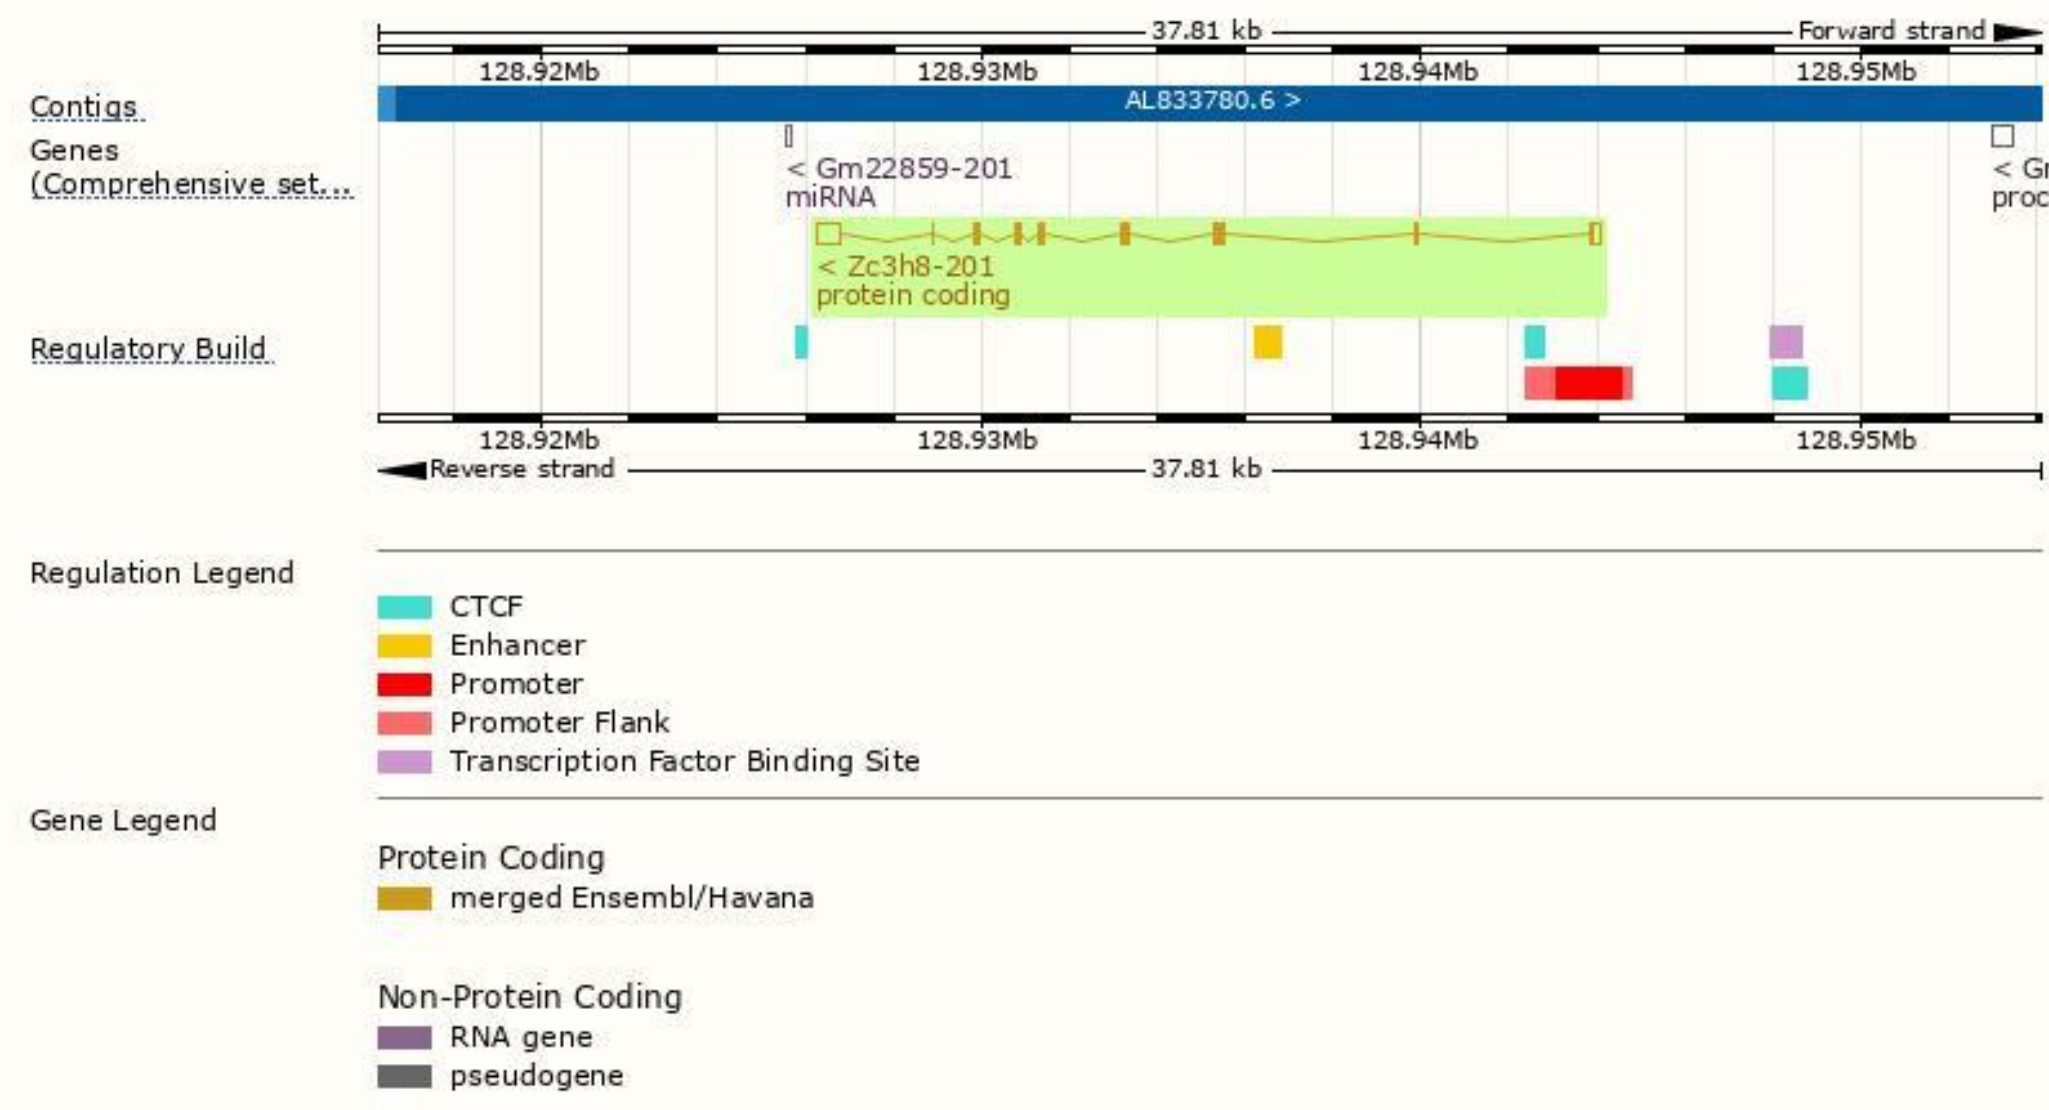 37.81 kb
Forward strand
128.92Mb 128.93Mb 128.94Mb 128.95Mb
Contigs
AL833780.6 >
Genes
(Comprehensive set...
< Gm22859-201
miRNA
< Gm
proc
< Zc3h8-201
protein coding
Regulatory Build
128.92Mb 128.93Mb 128.94Mb 128.95Mb
Reverse strand 37.81 kb
Regulation Legend
CTCF
Enhancer
Promoter
Promoter Flank
Transcription Factor Binding Site
Gene Legend
Protein Coding
merged Ensembl/Havana
Non-Protein Coding
RNA gene
pseudogene